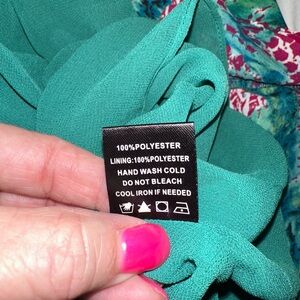 100%POLYESTER
LINING:100%POLYESTER
HAND WASH COLD
DO NOT BLEACH
COOL IRON IF NEEDED